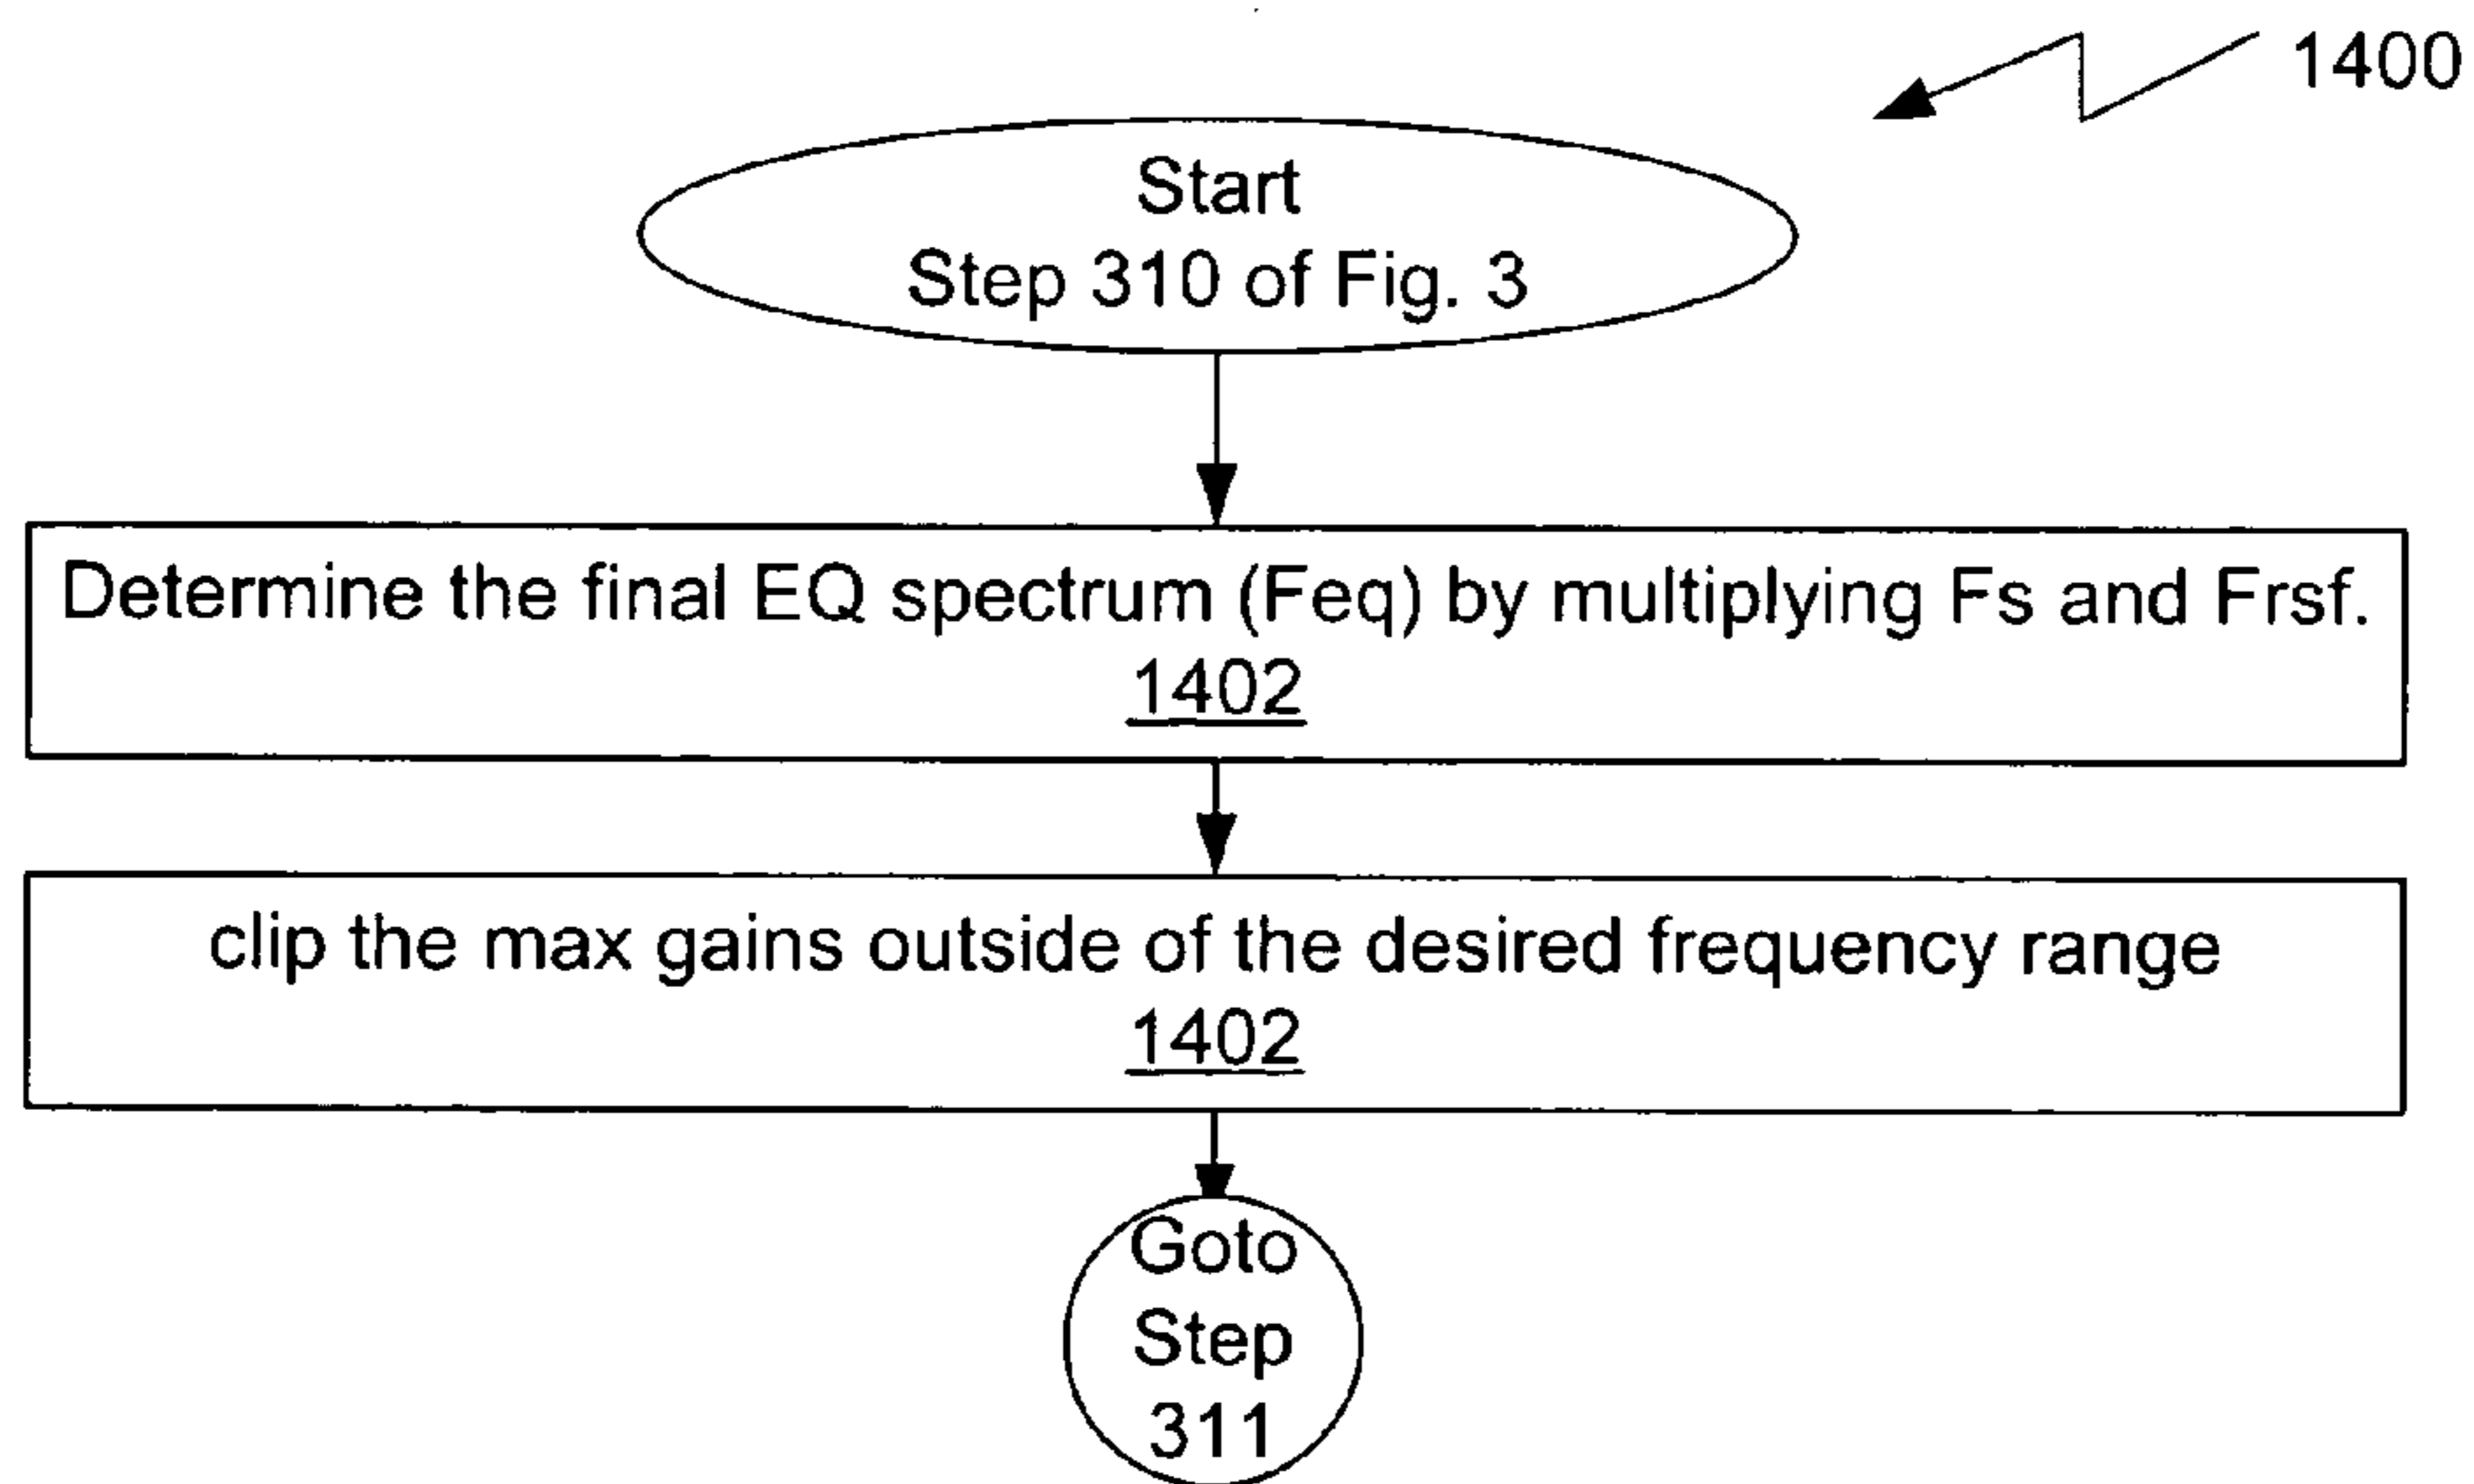 1400
Start
Step 310 of Fig. 3
Determine the final EQ spectrum (Feq) by multiplying Fs and Frsf.
1402
clip the max gains outside of the desired frequency range
1402
Goto
Step
311